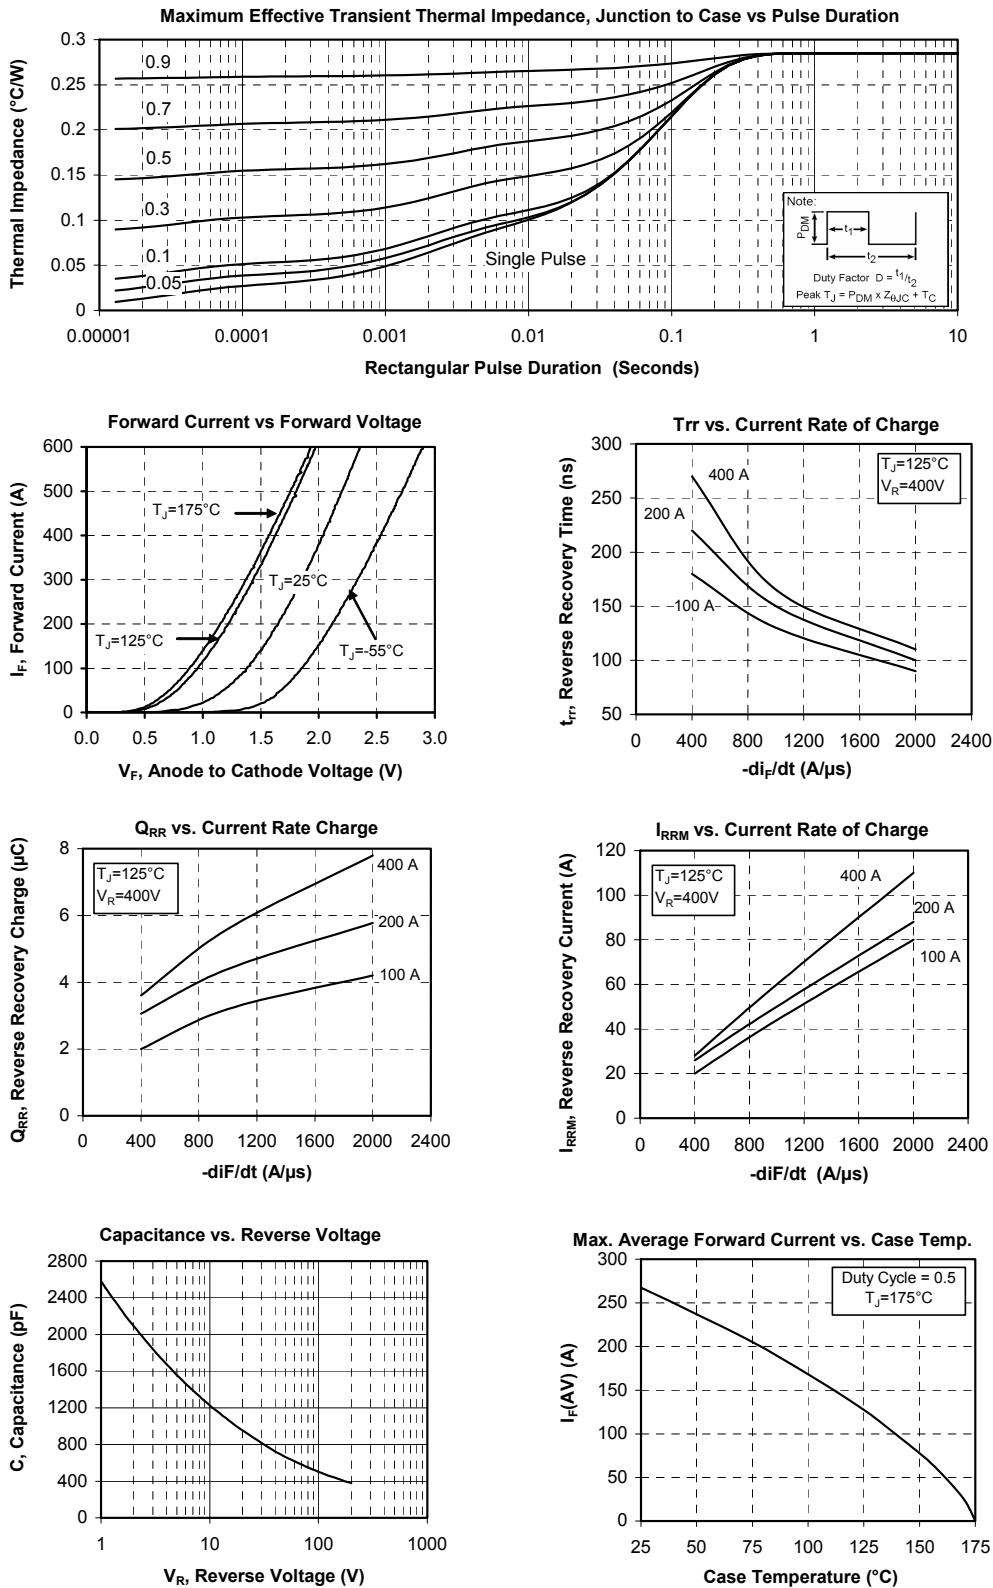 Maximum Effective Transient Thermal Impedance, Junction to Case vs Pulse Duration
Thermal Impedance (°C/W)
0.3
0.25
0.2
0.15
0.1
0.05
0
0.9
0.7
0.5
0.3
0.1
0.05
Single Pulse
Note:
PDM
t1
t2
Duty Factor D = t1/t2
Peak TJ = PDM x ZθJC + TC
0.00001 0.0001 0.001 0.01 0.1 1 10
Rectangular Pulse Duration (Seconds)
Forward Current vs Forward Voltage
IF, Forward Current (A)
600
500
400
300
200
100
0
TJ=175°C
TJ=25°C
TJ=125°C
TJ=-55°C
0.0 0.5 1.0 1.5 2.0 2.5 3.0
VF, Anode to Cathode Voltage (V)
Trr vs. Current Rate of Charge
trr, Reverse Recovery Time (ns)
300
250
200
150
100
50
TJ=125°C
VR=400V
400 A
200 A
100 A
0 400 800 1200 1600 2000 2400
-diF/dt (A/µs)
QRR vs. Current Rate Charge
QRR, Reverse Recovery Charge (µC)
8
6
4
2
0
TJ=125°C
VR=400V
400 A
200 A
100 A
0 400 800 1200 1600 2000 2400
-diF/dt (A/µs)
IRRM vs. Current Rate of Charge
IRRM, Reverse Recovery Current (A)
120
100
80
60
40
20
0
TJ=125°C
VR=400V
400 A
200 A
100 A
0 400 800 1200 1600 2000 2400
-diF/dt (A/µs)
Capacitance vs. Reverse Voltage
C, Capacitance (pF)
2800
2400
2000
1600
1200
800
400
0
1 10 100 1000
VR, Reverse Voltage (V)
Max. Average Forward Current vs. Case Temp.
IF(AV) (A)
300
250
200
150
100
50
0
Duty Cycle = 0.5
TJ=175°C
25 50 75 100 125 150 175
Case Temperature (°C)